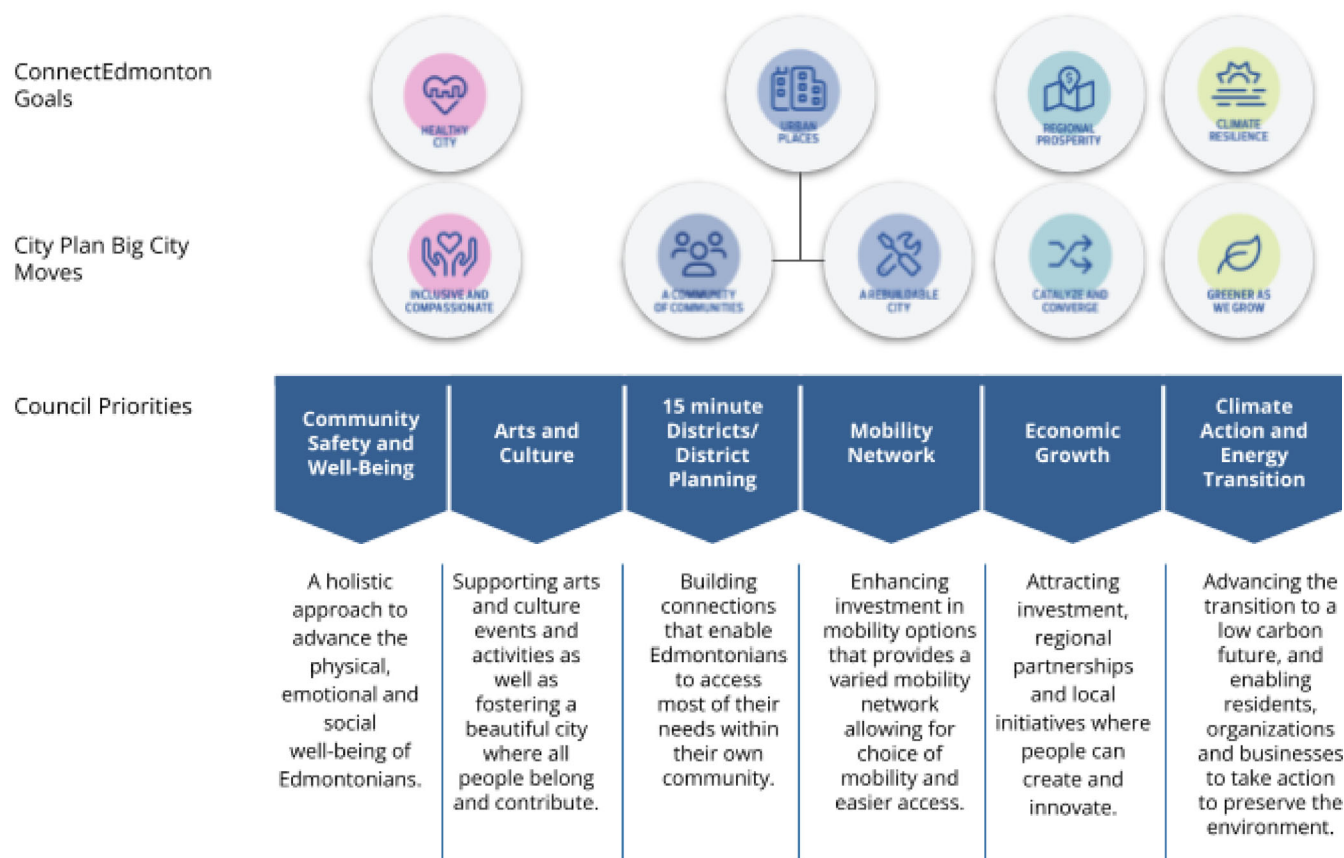 ConnectEdmonton
Goals
HEALTHY
CITY
URBAN
PLACES
REGIONAL
PROSPERITY
CLIMATE
RESILIENCE
City Plan Big City
Moves
INCLUSIVE AND
COMPASSIONATE
A COMMUNITY
OF COMMUNITIES
A REBUILDABLE
CITY
CATALYZE AND
CONVERGE
GREENER AS
WE GROW
Council Priorities
Community
Safety and
Well-Being
Arts and
Culture
15 minute
Districts/
District
Planning
Mobility
Network
Economic
Growth
Climate
Action and
Energy
Transition
A holistic
approach to
advance the
physical,
emotional and
social
well-being of
Edmontonians.
Supporting arts
and culture
events and
activities as
well as
fostering a
beautiful city
where all
people belong
and contribute.
Building
connections
that enable
Edmontonians
to access
most of their
needs within
their own
community.
Enhancing
investment in
mobility options
that provides a
varied mobility
network
allowing for
choice of
mobility and
easier access.
Attracting
investment,
regional
partnerships
and local
initiatives where
people can
create and
innovate.
Advancing the
transition to a
low carbon
future, and
enabling
residents,
organizations
and businesses
to take action
to preserve the
environment.